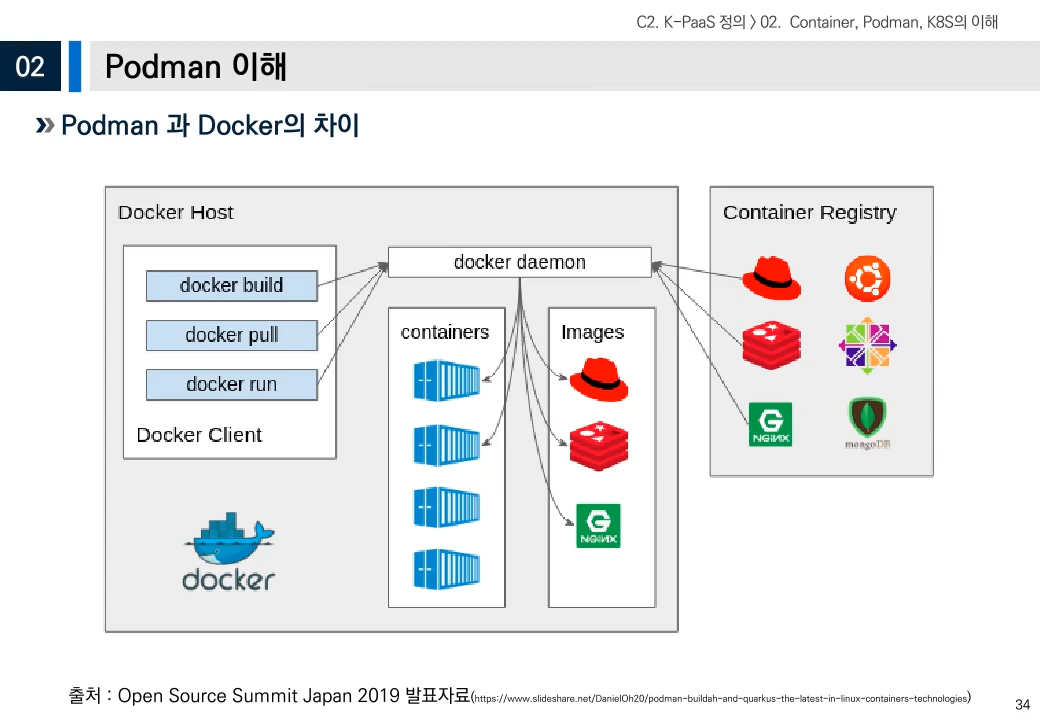 C2. K-PaaS 정의 > 02. Container, Podman, K8S의 이해
02
Podman 이해
Podman 과 Docker의 차이
Docker Host
Container Registry
docker daemon
docker build
containers
Images
docker pull
docker run
Docker Client
NGINX
mongoDB
NGINX
docker
출처 : Open Source Summit Japan 2019 발표자료(https://www.slideshare.net/DanielOh20/podman-buildah-and-quarkus-the-latest-in-linux-containers-technologies)
34